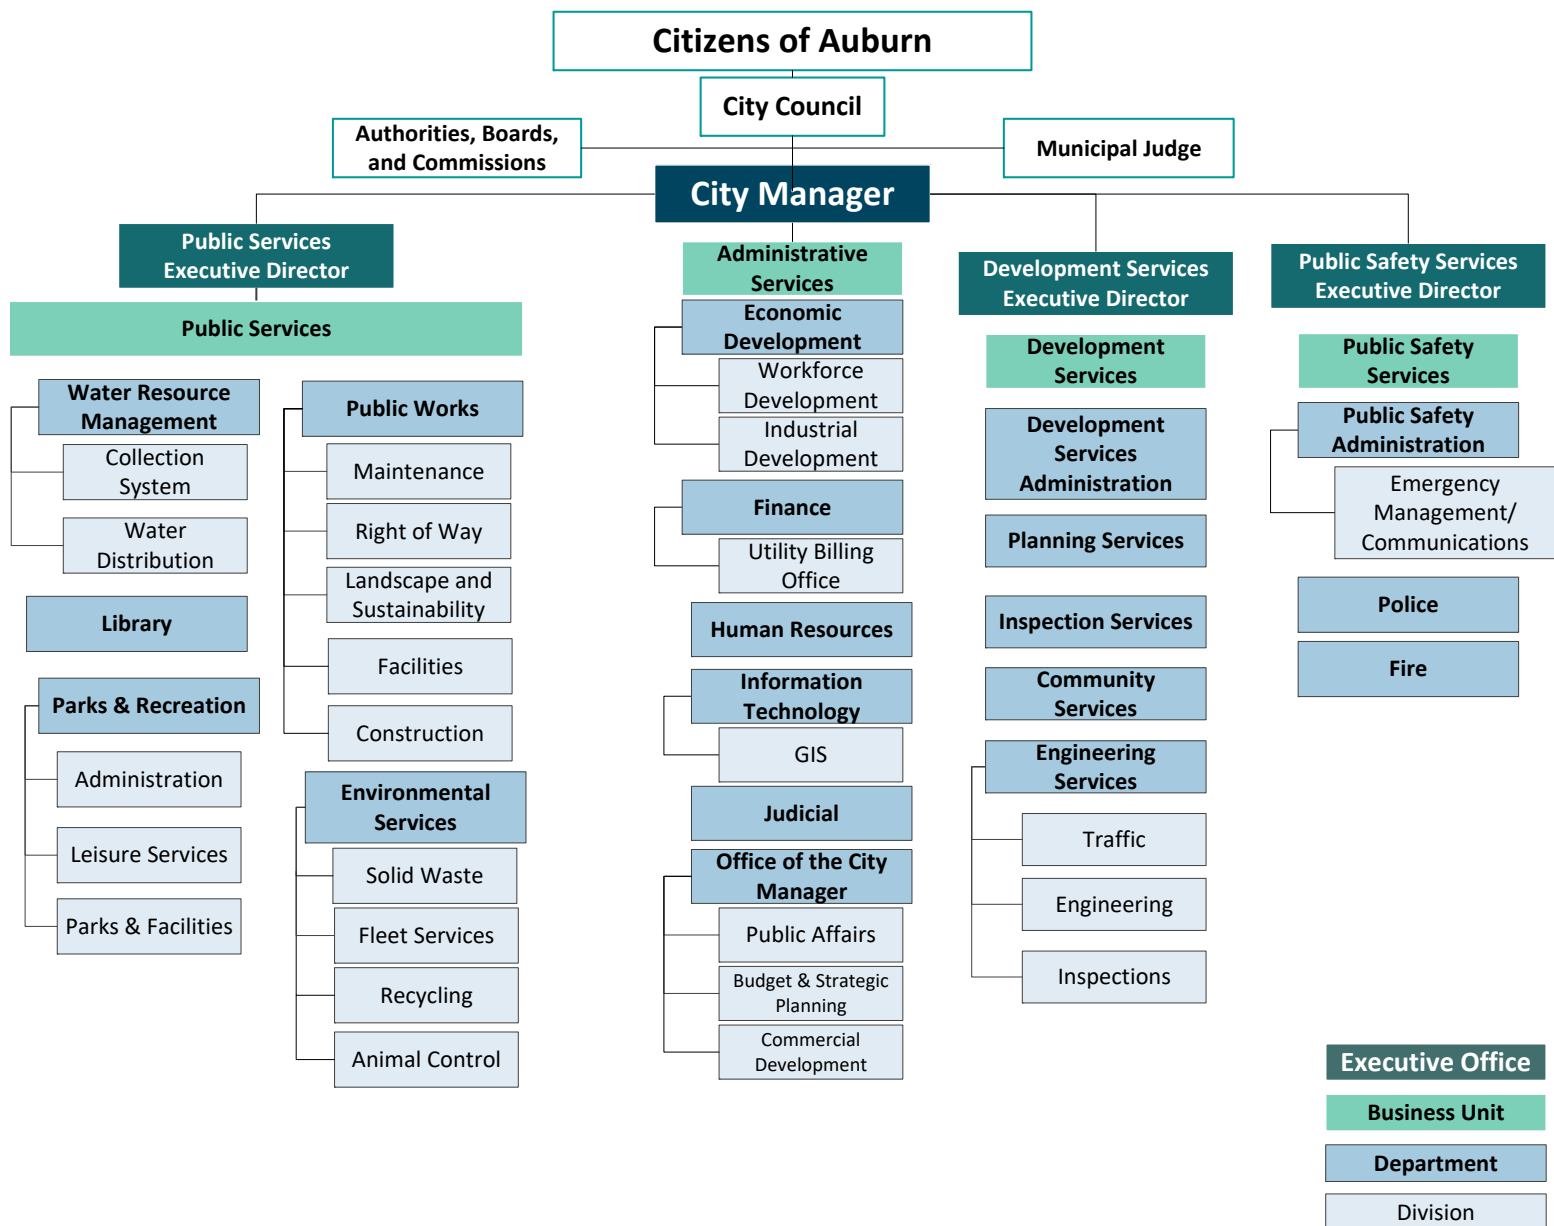 Citizens of Auburn
City Council
Authorities, Boards,
and Commissions
Municipal Judge
City Manager
Public Services
Executive Director
Public Services
Water Resource
Management
Collection
System
Water
Distribution
Library
Parks & Recreation
Administration
Leisure Services
Parks & Facilities
Public Works
Maintenance
Right of Way
Landscape and
Sustainability
Facilities
Construction
Environmental
Services
Solid Waste
Fleet Services
Recycling
Animal Control
Administrative
Services
Economic
Development
Workforce
Development
Industrial
Development
Finance
Utility Billing
Office
Human Resources
Information
Technology
GIS
Judicial
Office of the City
Manager
Public Affairs
Budget & Strategic
Planning
Commercial
Development
Development Services
Executive Director
Development
Services
Development
Services
Administration
Planning Services
Inspection Services
Community
Services
Engineering
Services
Traffic
Engineering
Inspections
Public Safety Services
Executive Director
Public Safety
Services
Public Safety
Administration
Emergency
Management/
Communications
Police
Fire
Executive Office
Business Unit
Department
Division